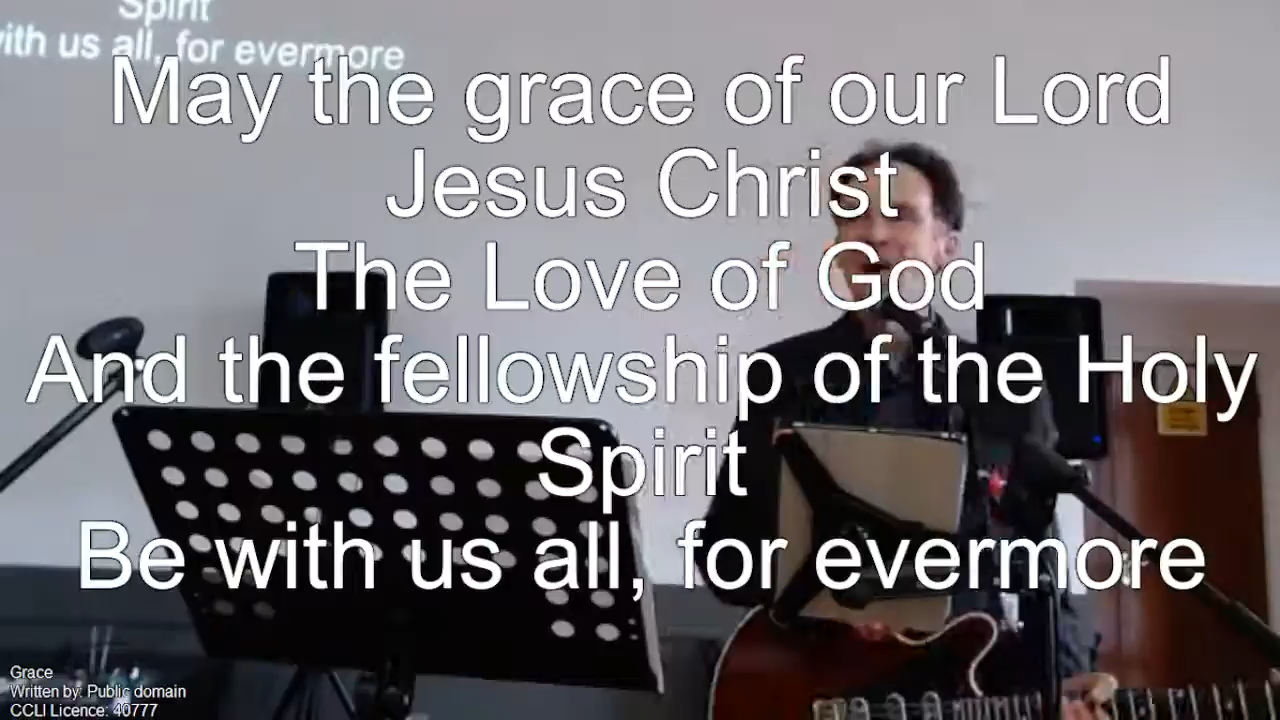 Spirit
with us all, for evermore
May the grace of our Lord
Jesus Christ
The Love of God
And the fellowship of the Holy
Spirit
Be with us all, for evermore
Grace
Written by: Public domain
CCLI Licence: 40777